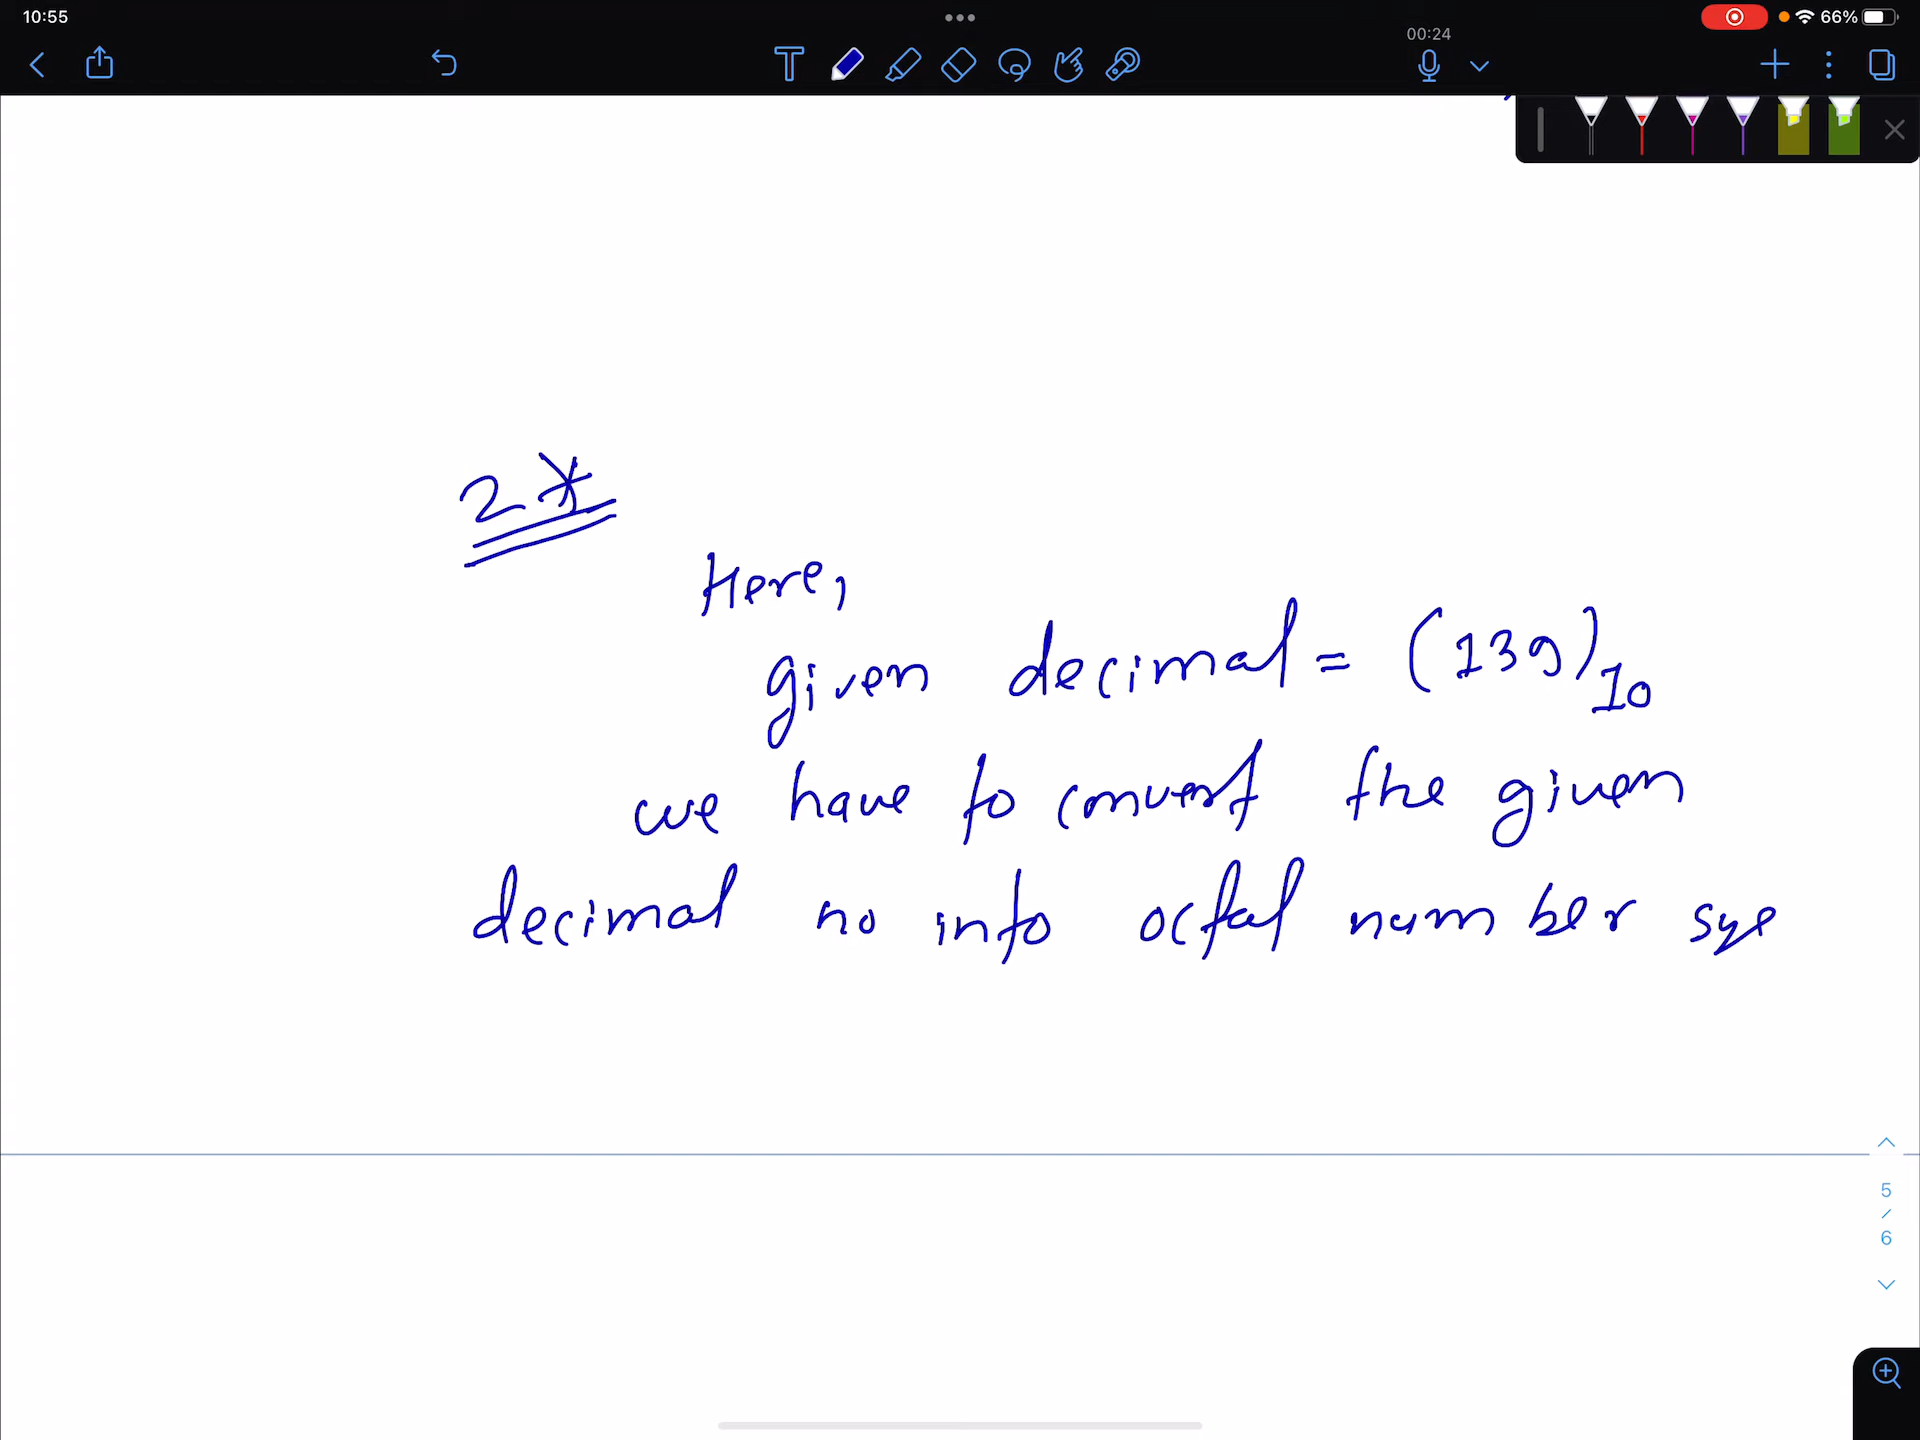 10:55
66%
00:24
T
2*
Here,
given decimal = (139)10
we have to convert the given
decimal no into octal number sys
5
/
6